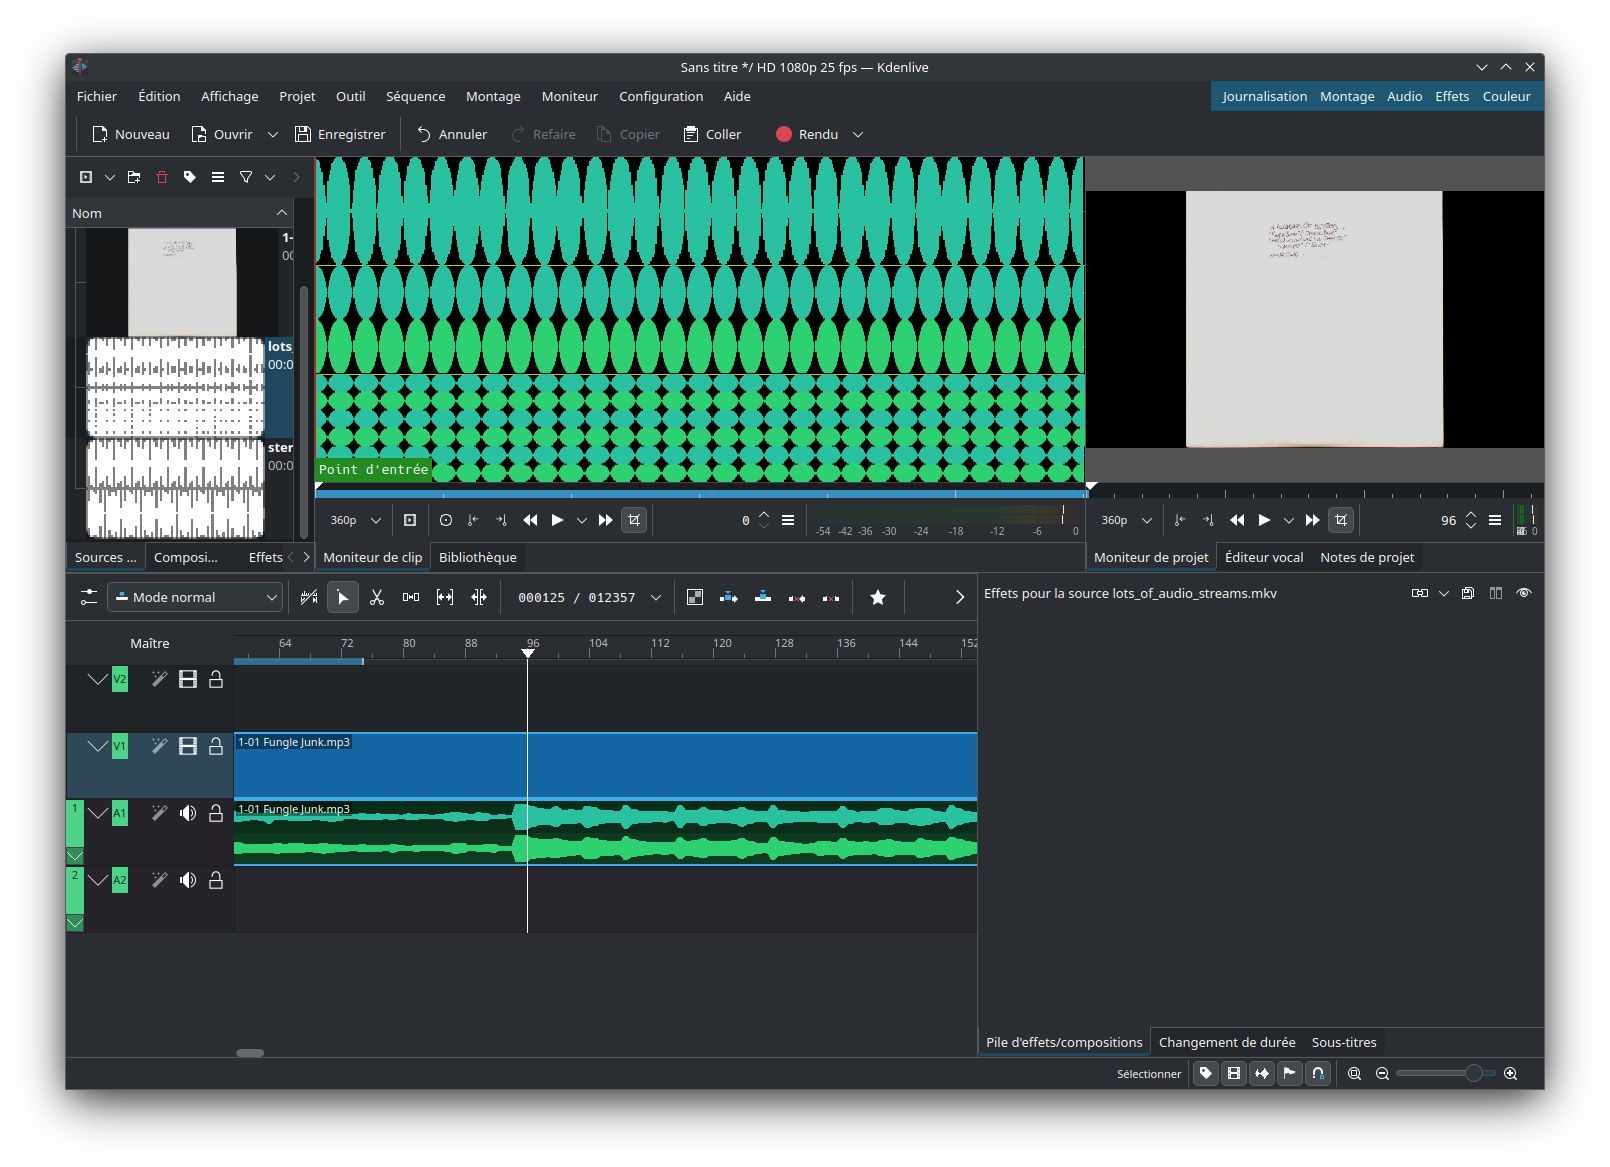 Sans titre */ HD 1080p 25 fps — Kdenlive
Fichier Édition Affichage Projet Outil Séquence Montage Moniteur Configuration Aide
Journalisation Montage Audio Effets Couleur
Nouveau Ouvrir Enregistrer Annuler Refaire Copier Coller Rendu
Nom
1-
00
lots_
00:0
ster
00:0
Point d'entrée
360p 0 -54 -42 -36 -30 -24 -18 -12 -6 0
360p 96 0
Sources ... Composi... Effets
Moniteur de clip Bibliothèque
Moniteur de projet Éditeur vocal Notes de projet
Mode normal 000125 / 012357
Effets pour la source lots_of_audio_streams.mkv
Maître 64 72 80 88 96 104 112 120 128 136 144 152
V2
V1 1-01 Fungle Junk.mp3
1 A1 1-01 Fungle Junk.mp3
2 A2
Pile d'effets/compositions Changement de durée Sous-titres
Sélectionner